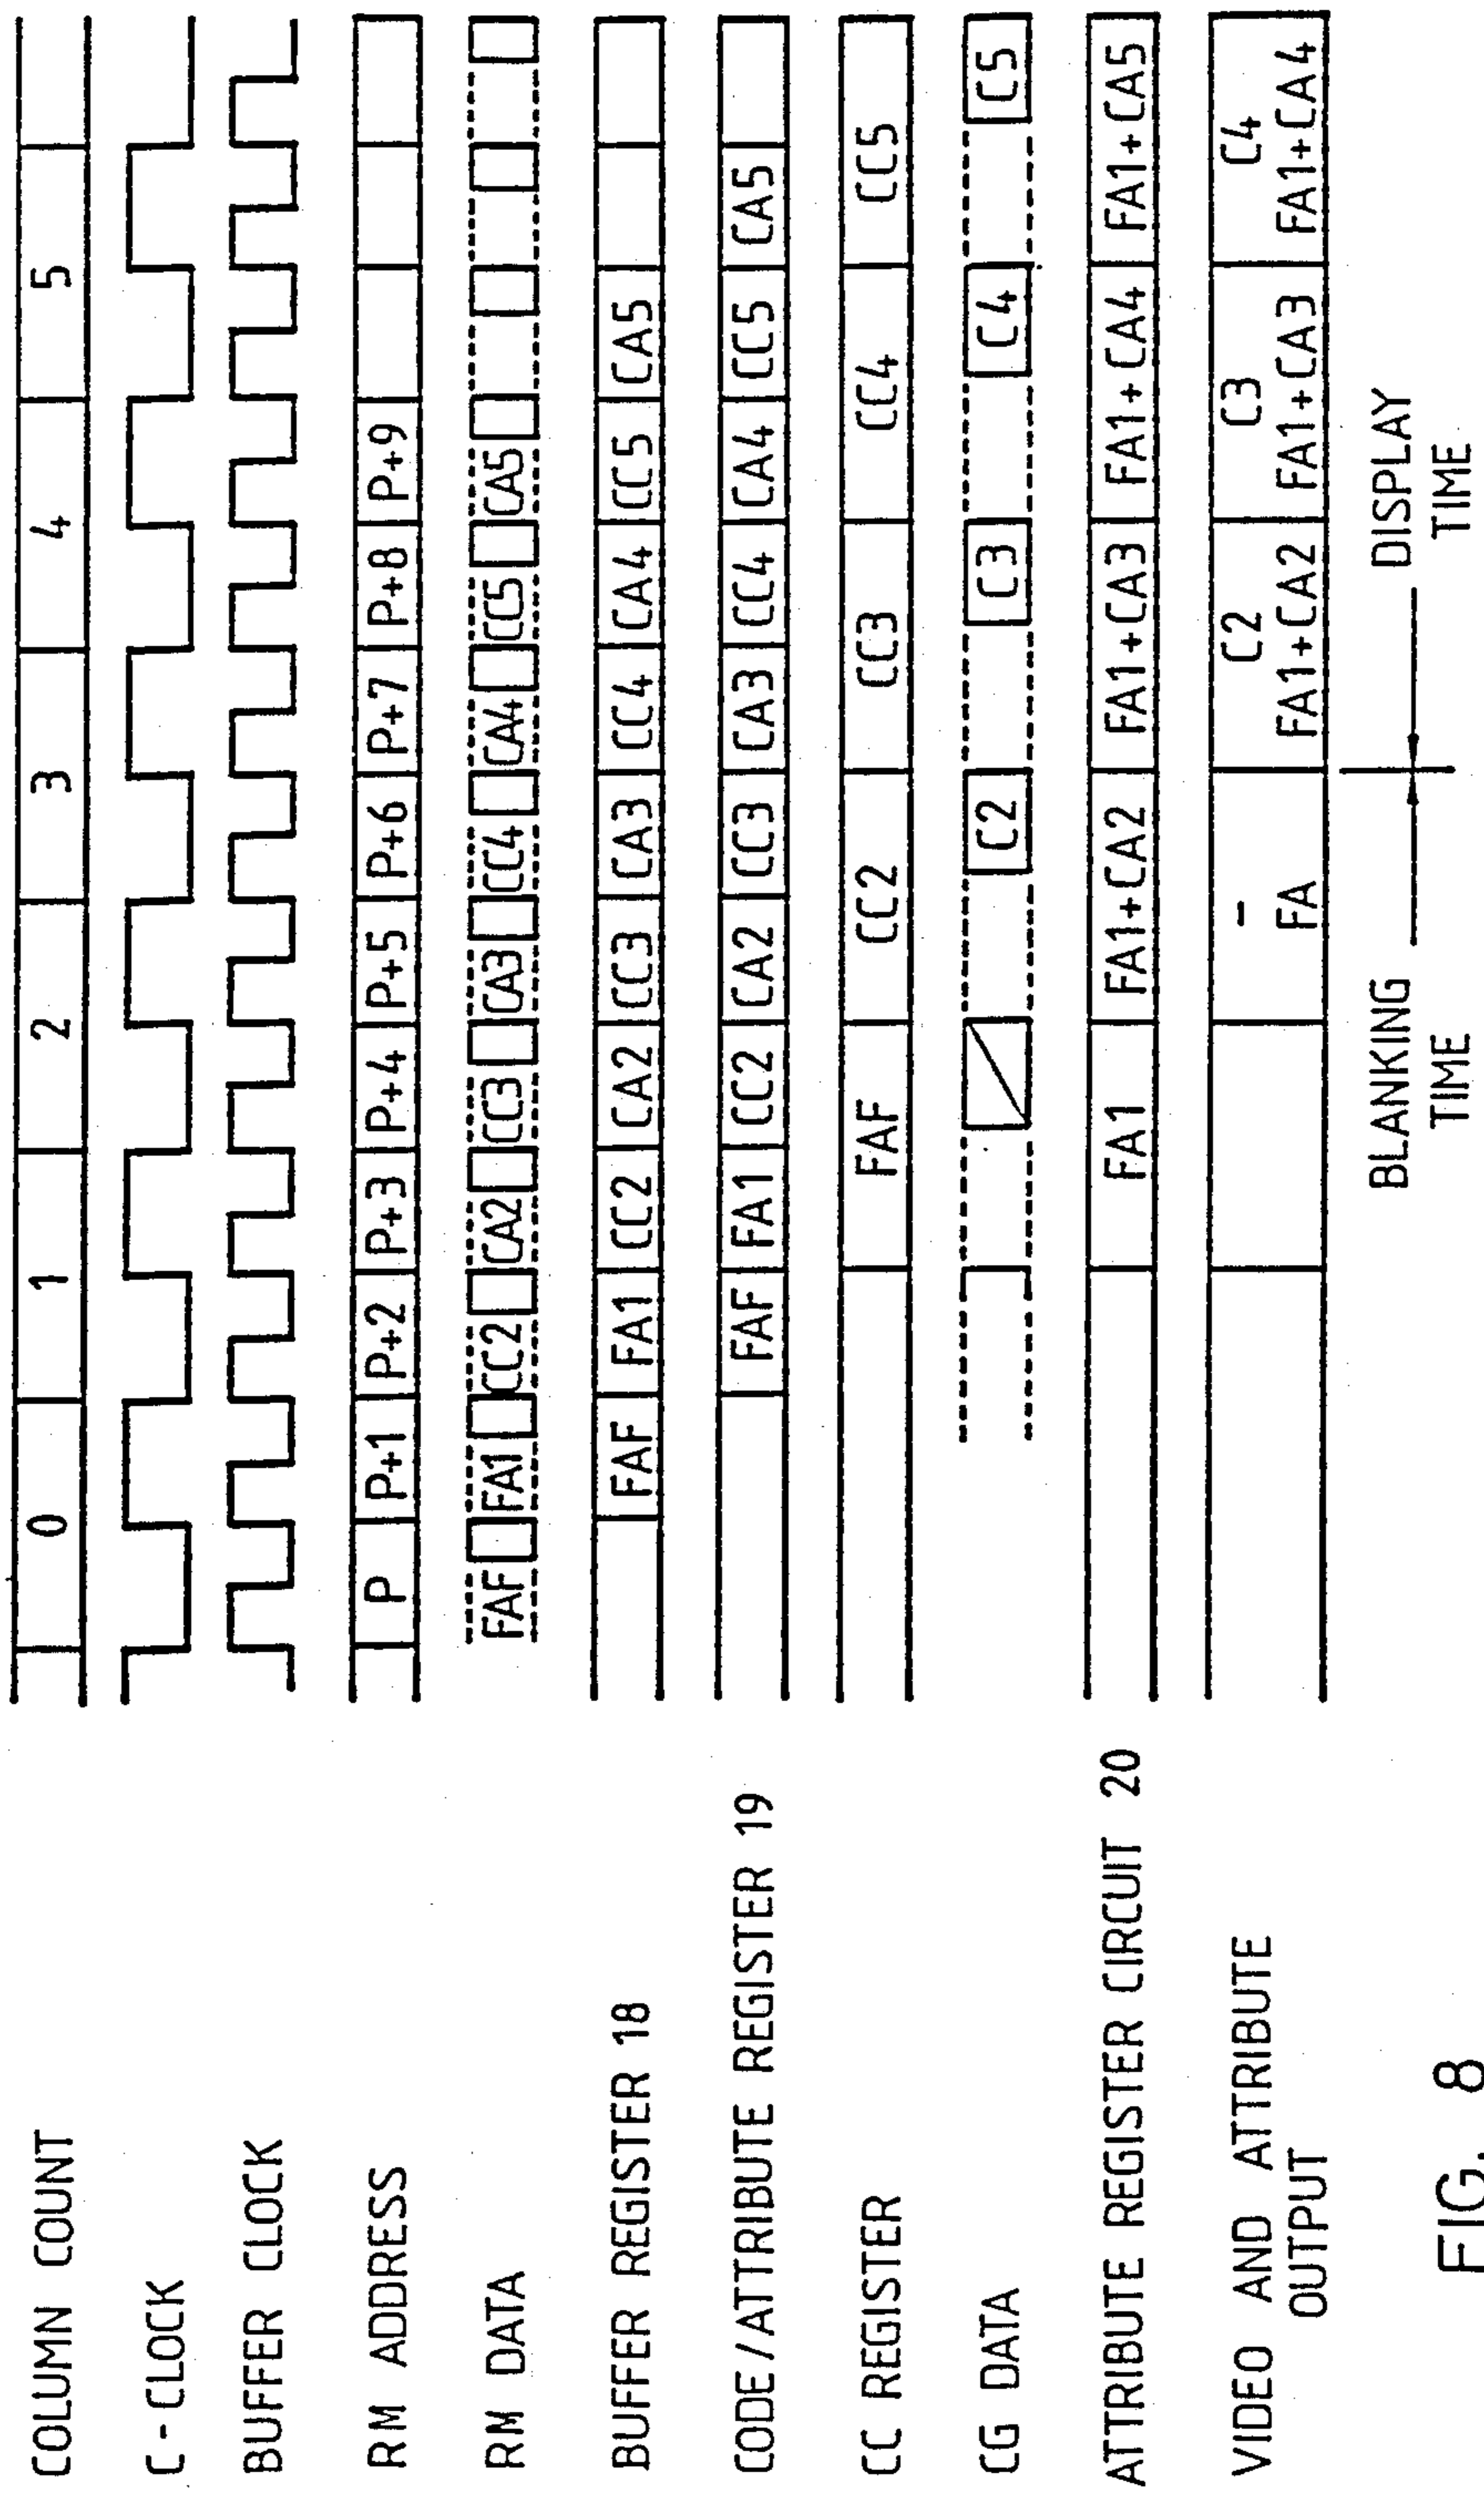 COLUMN COUNT 0 1 2 3 4 5
C-CLOCK
BUFFER CLOCK
RM ADDRESS P P+1 P+2 P+3 P+4 P+5 P+6 P+7 P+8 P+9
RM DATA FAF FA1 CC2 CA2 CC3 CA3 CC4 CA4 CC5 CA5
BUFFER REGISTER 18 FAF FA1 CC2 CA2 CC3 CA3 CC4 CA4 CC5 CA5
CODE/ATTRIBUTE REGISTER 19 FAF FA1 CC2 CA2 CC3 CA3 CC4 CA4 CC5 CA5
CC REGISTER FAF CC2 CC3 CC4 CC5
CG DATA C2 C3 C4 C5
ATTRIBUTE REGISTER CIRCUIT 20 FA1 FA1+CA2 FA1+CA3 FA1+CA4 FA1+CA5
VIDEO AND ATTRIBUTE - C2 C3 C4
OUTPUT FA FA1+CA2 FA1+CA3 FA1+CA4
BLANKING DISPLAY
TIME TIME
FIG. 8